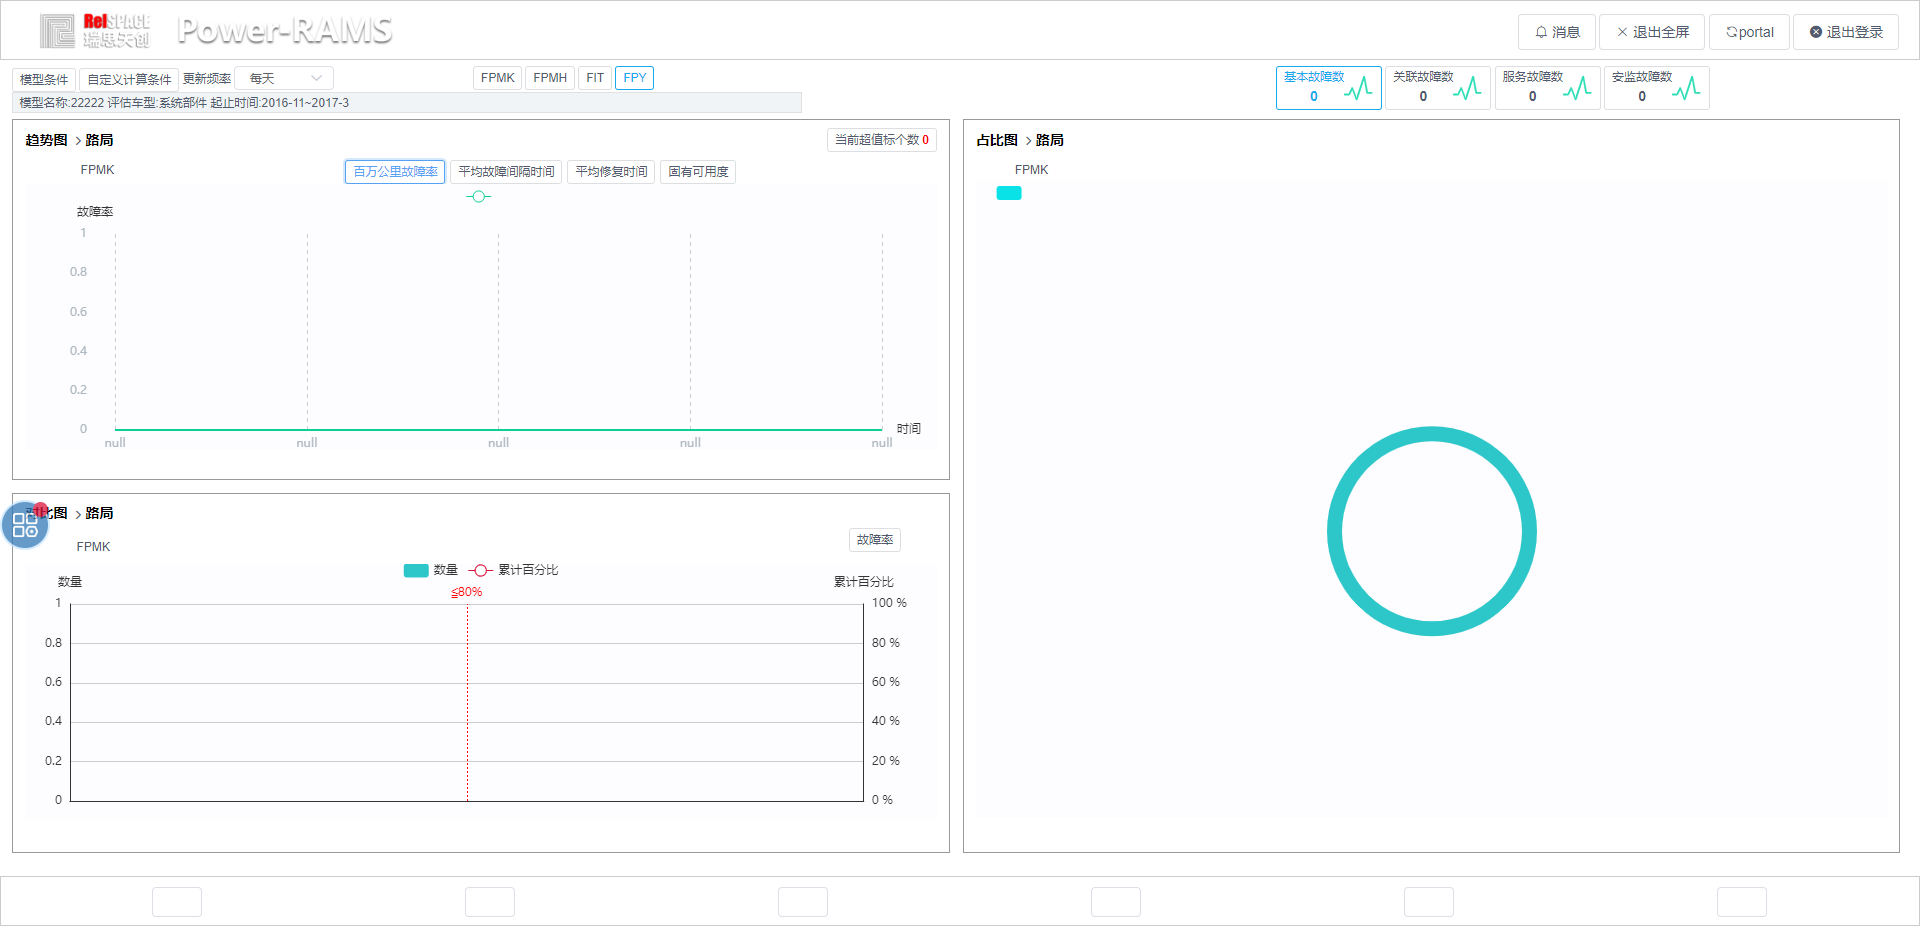 RelSPACE
瑞思天创
Power-RAMS
消息
退出全屏
portal
退出登录
模型条件 自定义计算条件 更新频率 每天
FPMK FPMH FIT FPY
基本故障数 0
关联故障数 0
服务故障数 0
安监故障数 0
模型名称:22222 评估车型:系统部件 起止时间:2016-11~2017-3
趋势图 > 路局
当前超值标个数 0
FPMK
百万公里故障率 平均故障间隔时间 平均修复时间 固有可用度
故障率
1
0.8
0.6
0.4
0.2
0
时间
null null null null null
占比图 > 路局
FPMK
对比图 > 路局
FPMK
故障率
数量 累计百分比
数量
累计百分比
≦80%
1
0.8
0.6
0.4
0.2
0
100 %
80 %
60 %
40 %
20 %
0 %